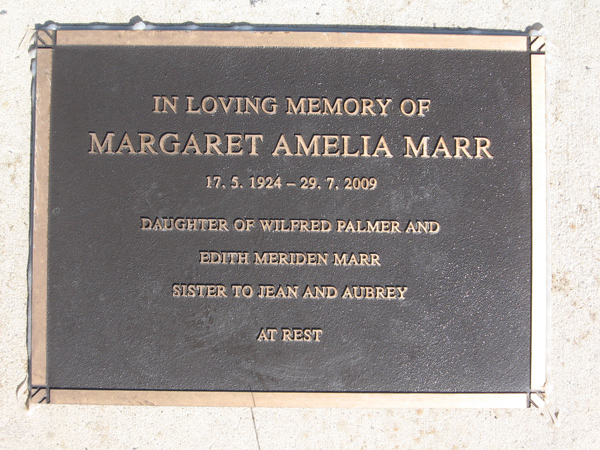 IN LOVING MEMORY OF
MARGARET AMELIA MARR
17. 5. 1924 – 29. 7. 2009
DAUGHTER OF WILFRED PALMER AND
EDITH MERIDEN MARR
SISTER TO JEAN AND AUBREY
AT REST